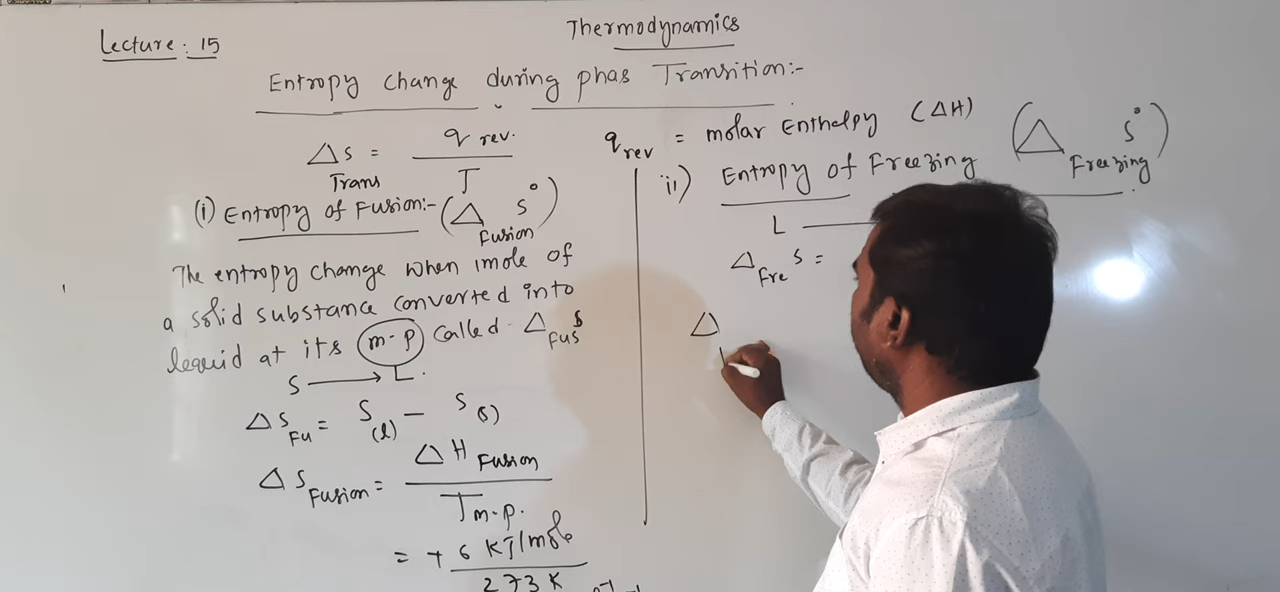 Lecture : 15
Thermodynamics
Entropy Change during phas Transition:-
ΔS Trans = q rev. / T
q rev = molar Enthalpy (ΔH)
(i) Entropy of Fusion:- (Δ Fusion S°)
The entropy change when 1mole of
a solid substance converted into
lequid at its m.p called Δ Fus S
S ⟶ L.
ΔS Fu = S (l) − S (s)
ΔS Fusion = ΔH Fusion / T m.p.
= + 6 KJ/mole / 273 K
ii) Entropy of Freezing (Δ Freezing S°)
L —
Δ Fre S =
Δ